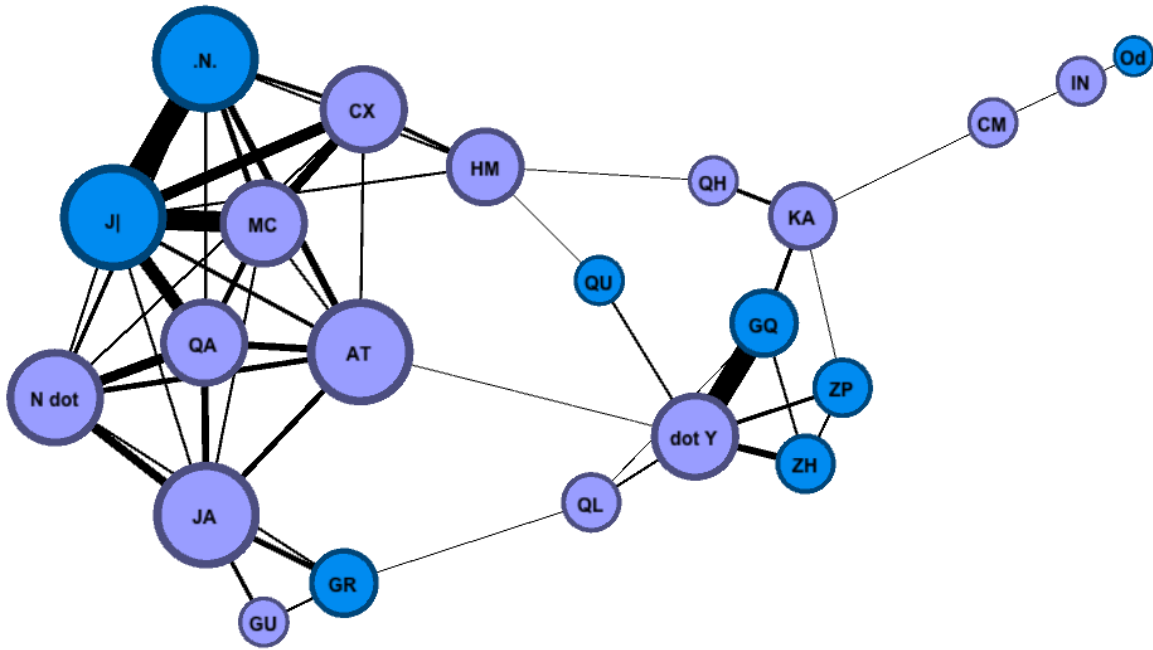 .N.
CX
HM
J|
MC
QA
AT
N dot
JA
GR
GU
QH
KA
CM
IN
Od
QU
GQ
ZP
dot Y
ZH
QL